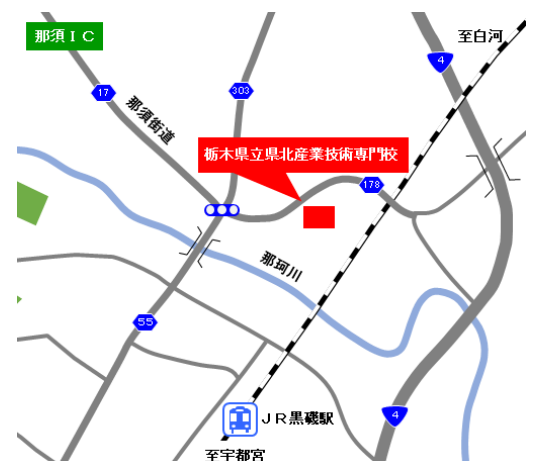 那須ＩＣ
至白河
4
17
303
那須街道
栃木県立県北産業技術専門校
178
那珂川
55
ＪＲ黒磯駅
4
至宇都宮